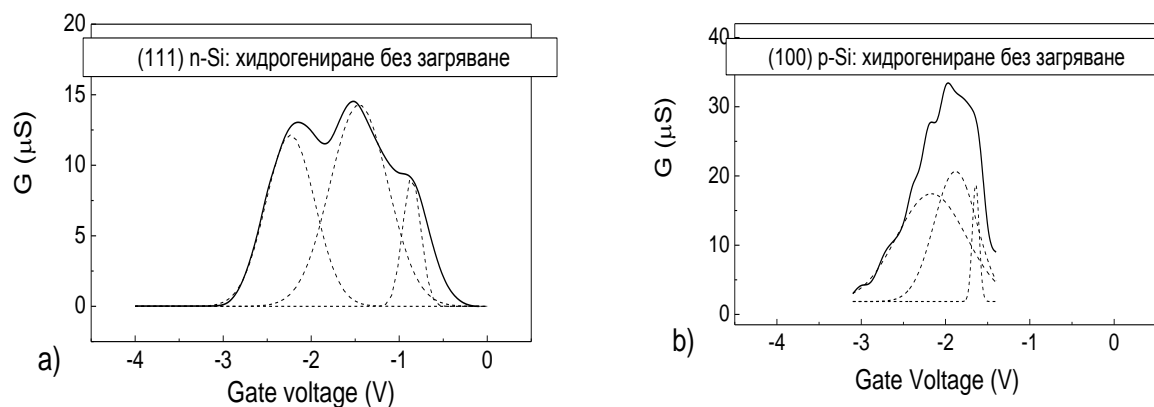 20
(111) n-Si: хидрогениране без загряване
15
10
5
0
G (μS)
-4 -3 -2 -1 0
a)
Gate voltage (V)
40
(100) p-Si: хидрогениране без загряване
30
20
10
0
G (μS)
-4 -3 -2 -1 0
b)
Gate Voltage (V)